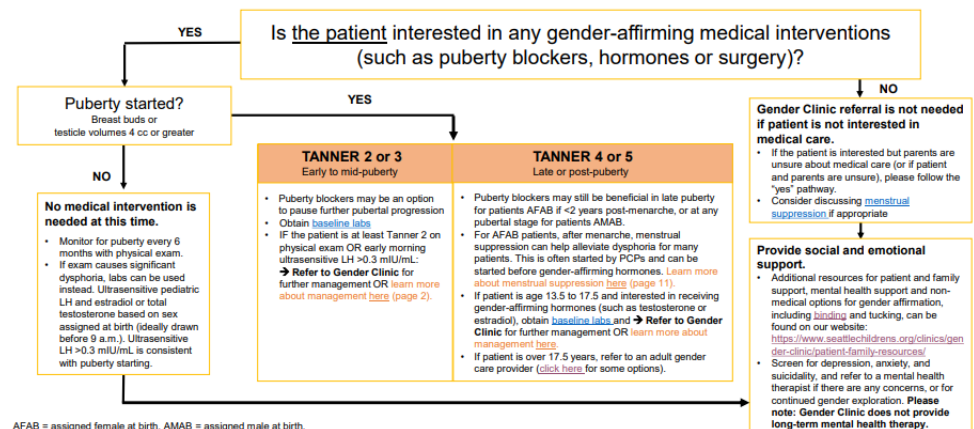 Is the patient interested in any gender-affirming medical interventions
(such as puberty blockers, hormones or surgery)?
YES
Puberty started?
Breast buds or
testicle volumes 4 cc or greater
YES
NO
No medical intervention is
needed at this time.
• Monitor for puberty every 6
months with physical exam.
• If exam causes significant
dysphoria, labs can be used
instead. Ultrasensitive pediatric
LH and estradiol or total
testosterone based on sex
assigned at birth (ideally drawn
before 9 a.m.). Ultrasensitive
LH >0.3 mIU/mL is consistent
with puberty starting.
TANNER 2 or 3
Early to mid-puberty
• Puberty blockers may be an option
to pause further pubertal progression
• Obtain baseline labs
• IF the patient is at least Tanner 2 on
physical exam OR early morning
ultrasensitive LH >0.3 mIU/mL:
➔ Refer to Gender Clinic for
further management OR learn more
about management here (page 2).
TANNER 4 or 5
Late or post-puberty
• Puberty blockers may still be beneficial in late puberty
for patients AFAB if <2 years post-menarche, or at any
pubertal stage for patients AMAB.
• For AFAB patients, after menarche, menstrual
suppression can help alleviate dysphoria for many
patients. This is often started by PCPs and can be
started before gender-affirming hormones. Learn more
about menstrual suppression here (page 11).
• If patient is age 13.5 to 17.5 and interested in receiving
gender-affirming hormones (such as testosterone or
estradiol), obtain baseline labs and ➔ Refer to Gender
Clinic for further management OR learn more about
management here.
• If patient is over 17.5 years, refer to an adult gender
care provider (click here for some options).
NO
Gender Clinic referral is not needed
if patient is not interested in
medical care.
• If the patient is interested but parents are
unsure about medical care (or if patient
and parents are unsure), please follow the
"yes" pathway.
• Consider discussing menstrual
suppression if appropriate
Provide social and emotional
support.
• Additional resources for patient and family
support, mental health support and non-
medical options for gender affirmation,
including binding and tucking, can be
found on our website:
https://www.seattlechildrens.org/clinics/gen
der-clinic/patient-family-resources/
• Screen for depression, anxiety, and
suicidality, and refer to a mental health
therapist if there are any concerns, or for
continued gender exploration. Please
note: Gender Clinic does not provide
long-term mental health therapy.
AFAB = assigned female at birth. AMAB = assigned male at birth.